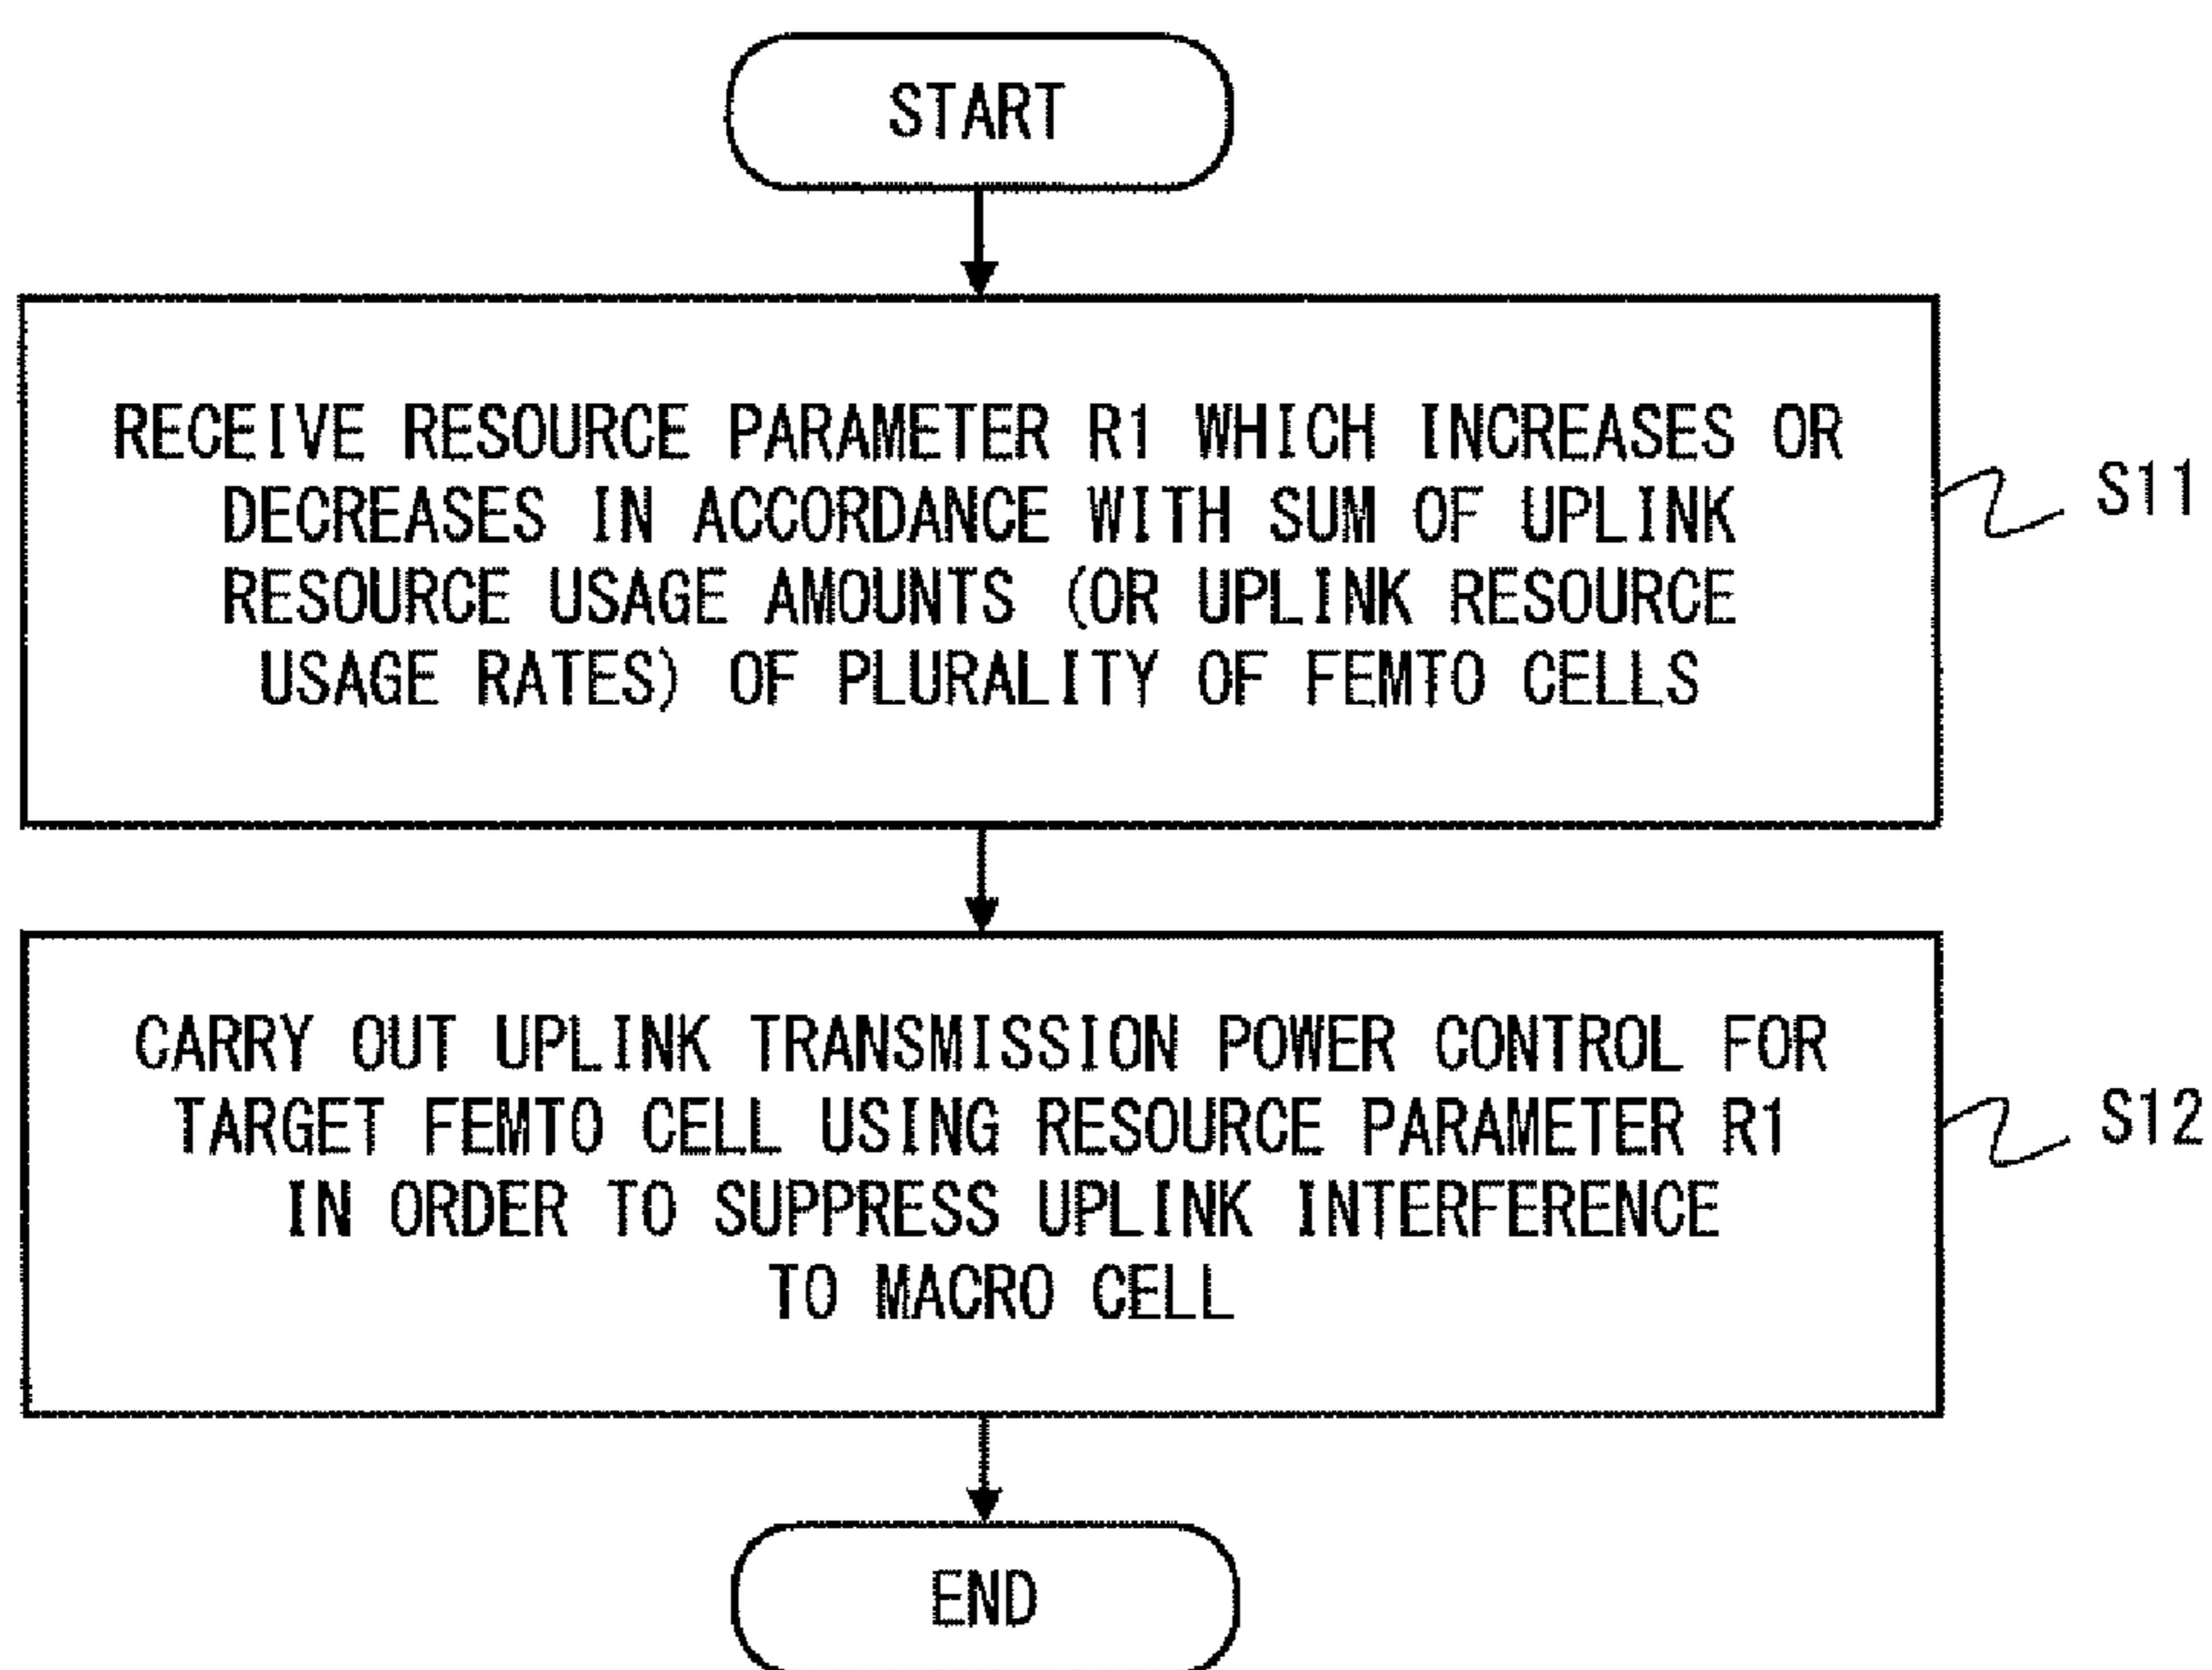 START
RECEIVE RESOURCE PARAMETER R1 WHICH INCREASES OR
DECREASES IN ACCORDANCE WITH SUM OF UPLINK
RESOURCE USAGE AMOUNTS (OR UPLINK RESOURCE
USAGE RATES) OF PLURALITY OF FEMTO CELLS
S11
CARRY OUT UPLINK TRANSMISSION POWER CONTROL FOR
TARGET FEMTO CELL USING RESOURCE PARAMETER R1
IN ORDER TO SUPPRESS UPLINK INTERFERENCE
TO MACRO CELL
S12
END